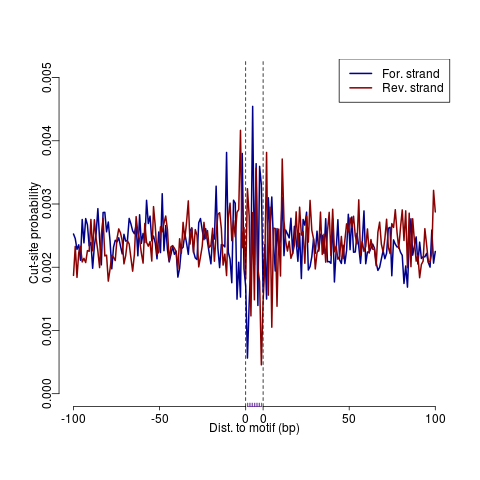 For. strand
Rev. strand
Cut-site probability
0.005
0.004
0.003
0.002
0.001
0.000
-100 -50 0 0 50 100
Dist. to motif (bp)